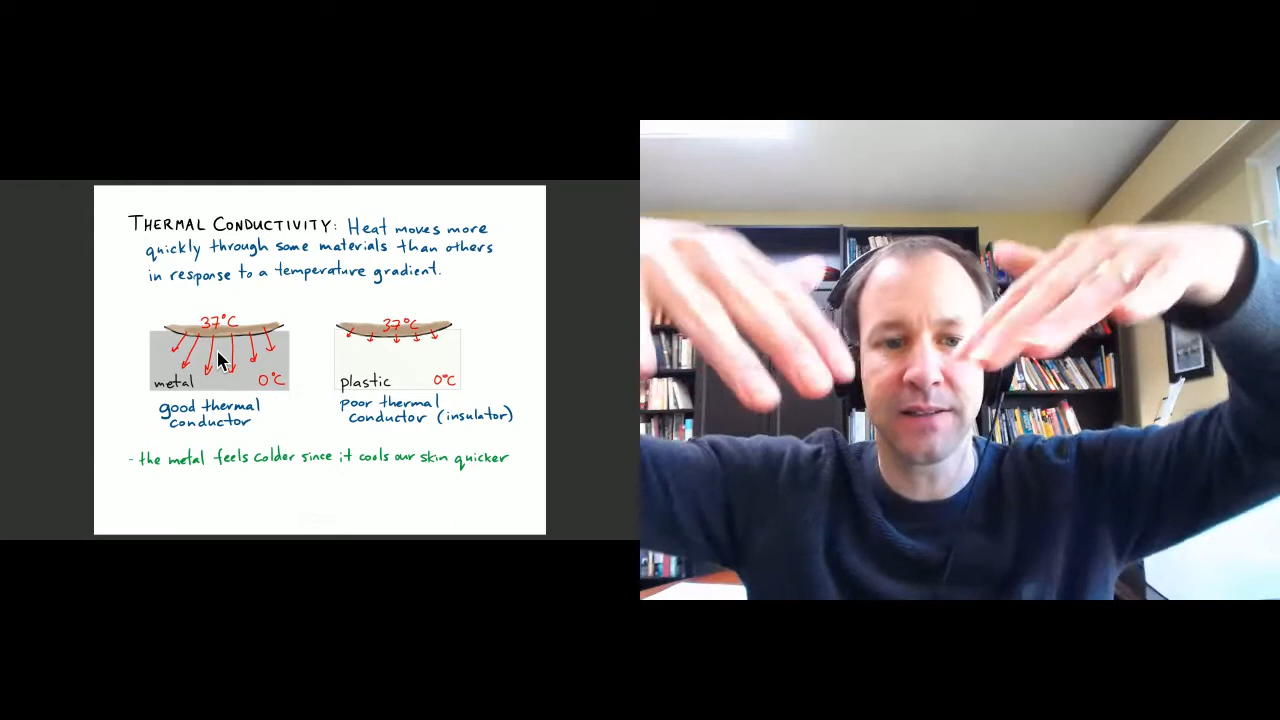 THERMAL CONDUCTIVITY: Heat moves more
quickly through some materials than others
in response to a temperature gradient.
37°C
37°C
metal
0°C
plastic
0°C
good thermal
conductor
poor thermal
conductor (insulator)
- the metal feels colder since it cools our skin quicker